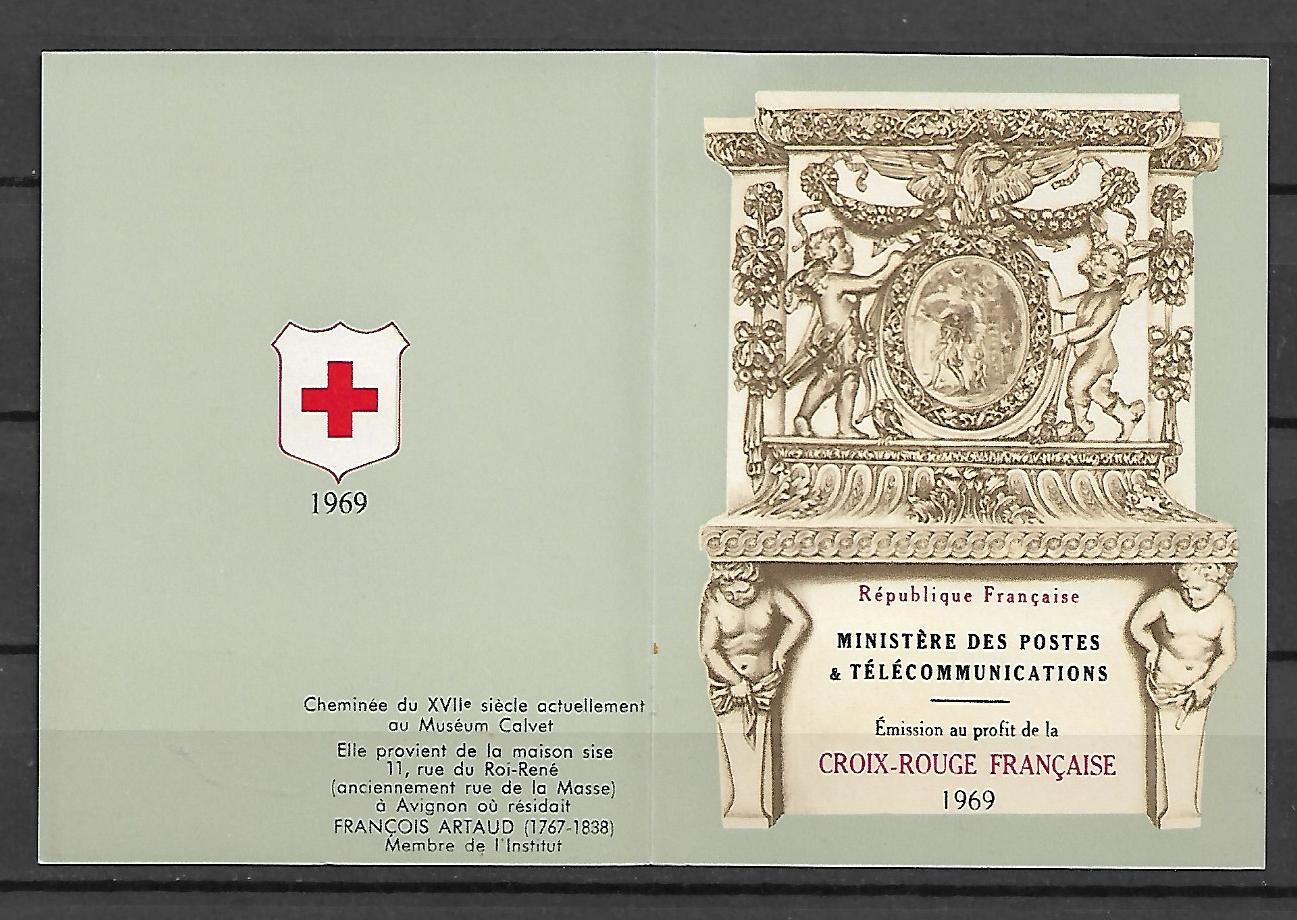 1969
Cheminée du XVIIe siècle actuellement
au Muséum Calvet
Elle provient de la maison sise
11, rue du Roi-René
(anciennement rue de la Masse)
à Avignon où résidait
FRANÇOIS ARTAUD (1767-1838)
Membre de l'Institut
République Française
MINISTÈRE DES POSTES
& TÉLÉCOMMUNICATIONS
Émission au profit de la
CROIX-ROUGE FRANÇAISE
1969